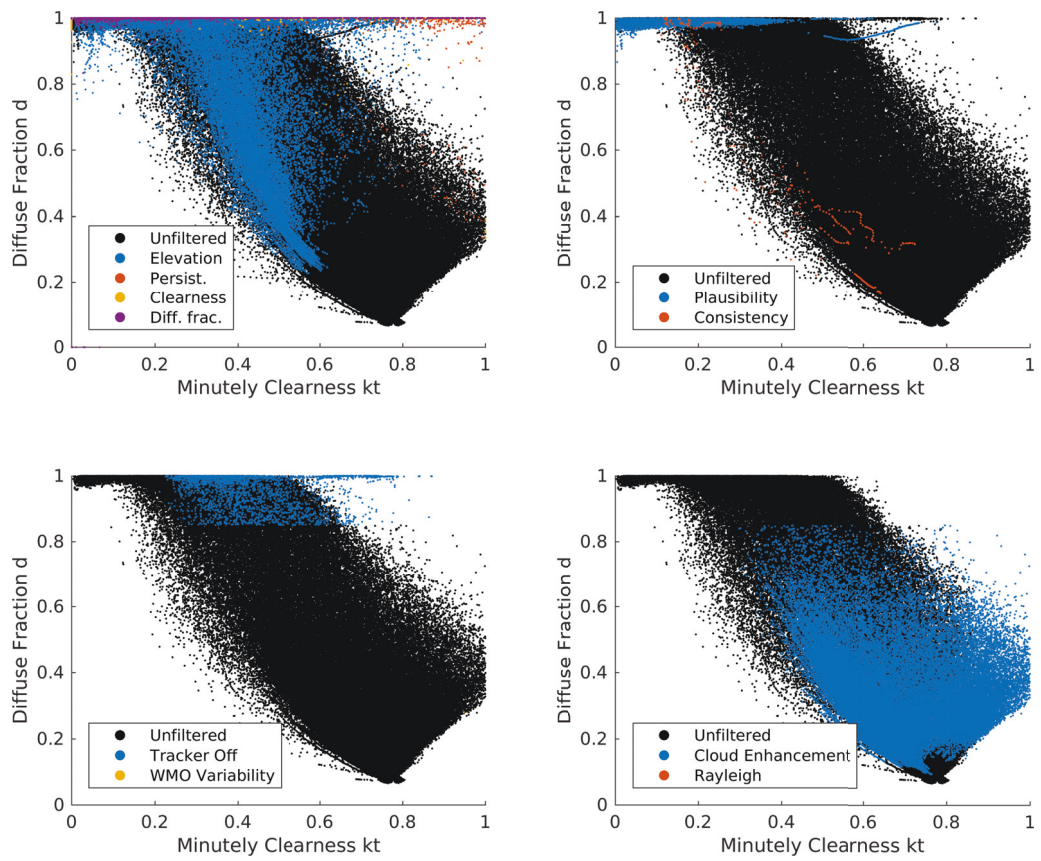 1
0.8
0.6
0.4
0.2
0
Diffuse Fraction d
Unfiltered
Elevation
Persist.
Clearness
Diff. frac.
0 0.2 0.4 0.6 0.8 1
Minutely Clearness kt
1
0.8
0.6
0.4
0.2
0
Diffuse Fraction d
Unfiltered
Plausibility
Consistency
0 0.2 0.4 0.6 0.8 1
Minutely Clearness kt
1
0.8
0.6
0.4
0.2
0
Diffuse Fraction d
Unfiltered
Tracker Off
WMO Variability
0 0.2 0.4 0.6 0.8 1
Minutely Clearness kt
1
0.8
0.6
0.4
0.2
0
Diffuse Fraction d
Unfiltered
Cloud Enhancement
Rayleigh
0 0.2 0.4 0.6 0.8 1
Minutely Clearness kt